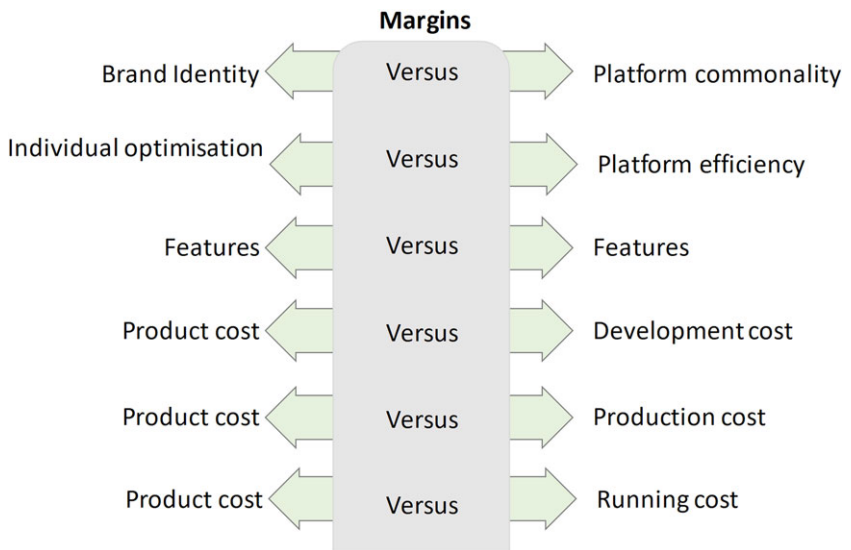 Margins
Brand Identity Versus Platform commonality
Individual optimisation Versus Platform efficiency
Features Versus Features
Product cost Versus Development cost
Product cost Versus Production cost
Product cost Versus Running cost